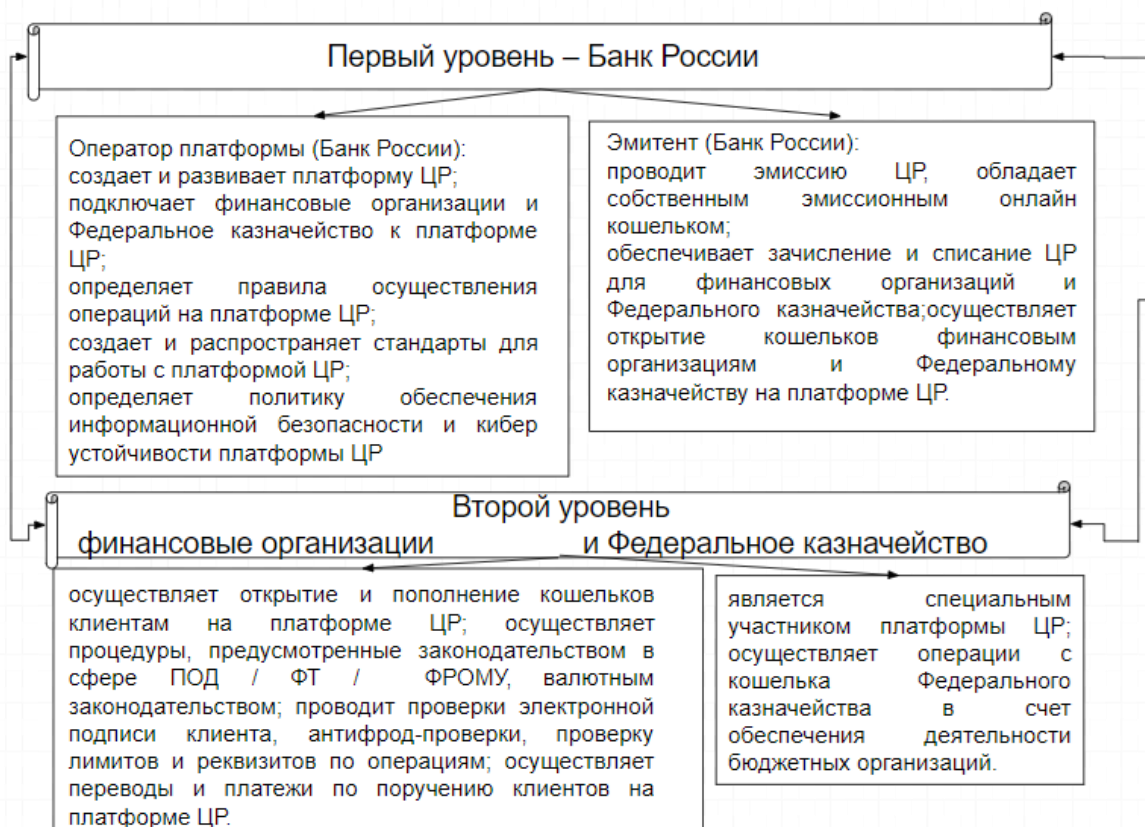 Первый уровень – Банк России
Оператор платформы (Банк России):
создает и развивает платформу ЦР;
подключает финансовые организации и
Федеральное казначейство к платформе
ЦР;
определяет правила осуществления
операций на платформе ЦР;
создает и распространяет стандарты для
работы с платформой ЦР;
определяет политику обеспечения
информационной безопасности и кибер
устойчивости платформы ЦР
Эмитент (Банк России):
проводит эмиссию ЦР, обладает
собственным эмиссионным онлайн
кошельком;
обеспечивает зачисление и списание ЦР
для финансовых организаций и
Федерального казначейства;осуществляет
открытие кошельков финансовым
организациям и Федеральному
казначейству на платформе ЦР.
Второй уровень
финансовые организации и Федеральное казначейство
осуществляет открытие и пополнение кошельков
клиентам на платформе ЦР; осуществляет
процедуры, предусмотренные законодательством в
сфере ПОД / ФТ / ФРОМУ, валютным
законодательством; проводит проверки электронной
подписи клиента, антифрод-проверки, проверку
лимитов и реквизитов по операциям; осуществляет
переводы и платежи по поручению клиентов на
платформе ЦР.
является специальным
участником платформы ЦР;
осуществляет операции с
кошелька Федерального
казначейства в счет
обеспечения деятельности
бюджетных организаций.